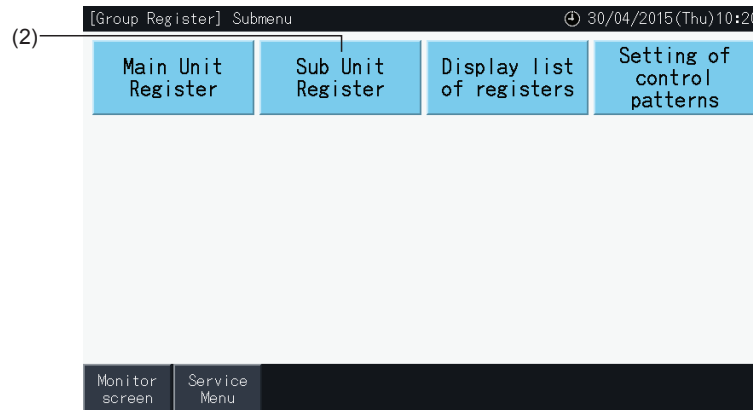 [Group Register] Submenu
30/04/2015(Thu)10:20
(2)
Main Unit
Register
Sub Unit
Register
Display list
of registers
Setting of
control
patterns
Monitor
screen
Service
Menu